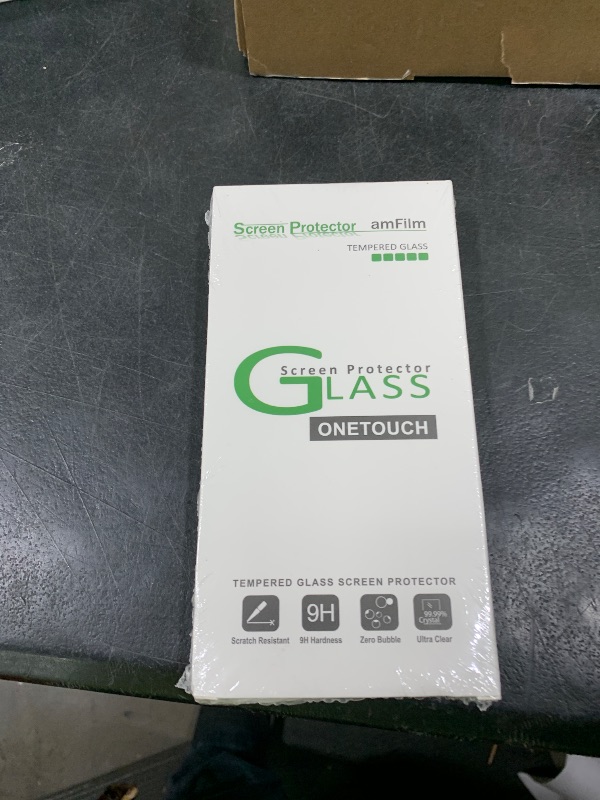 Screen Protector amFilm
TEMPERED GLASS
Screen Protector
GLASS
ONETOUCH
TEMPERED GLASS SCREEN PROTECTOR
9H 99.99%
Crystal
Scratch Resistant 9H Hardness Zero Bubble Ultra Clear